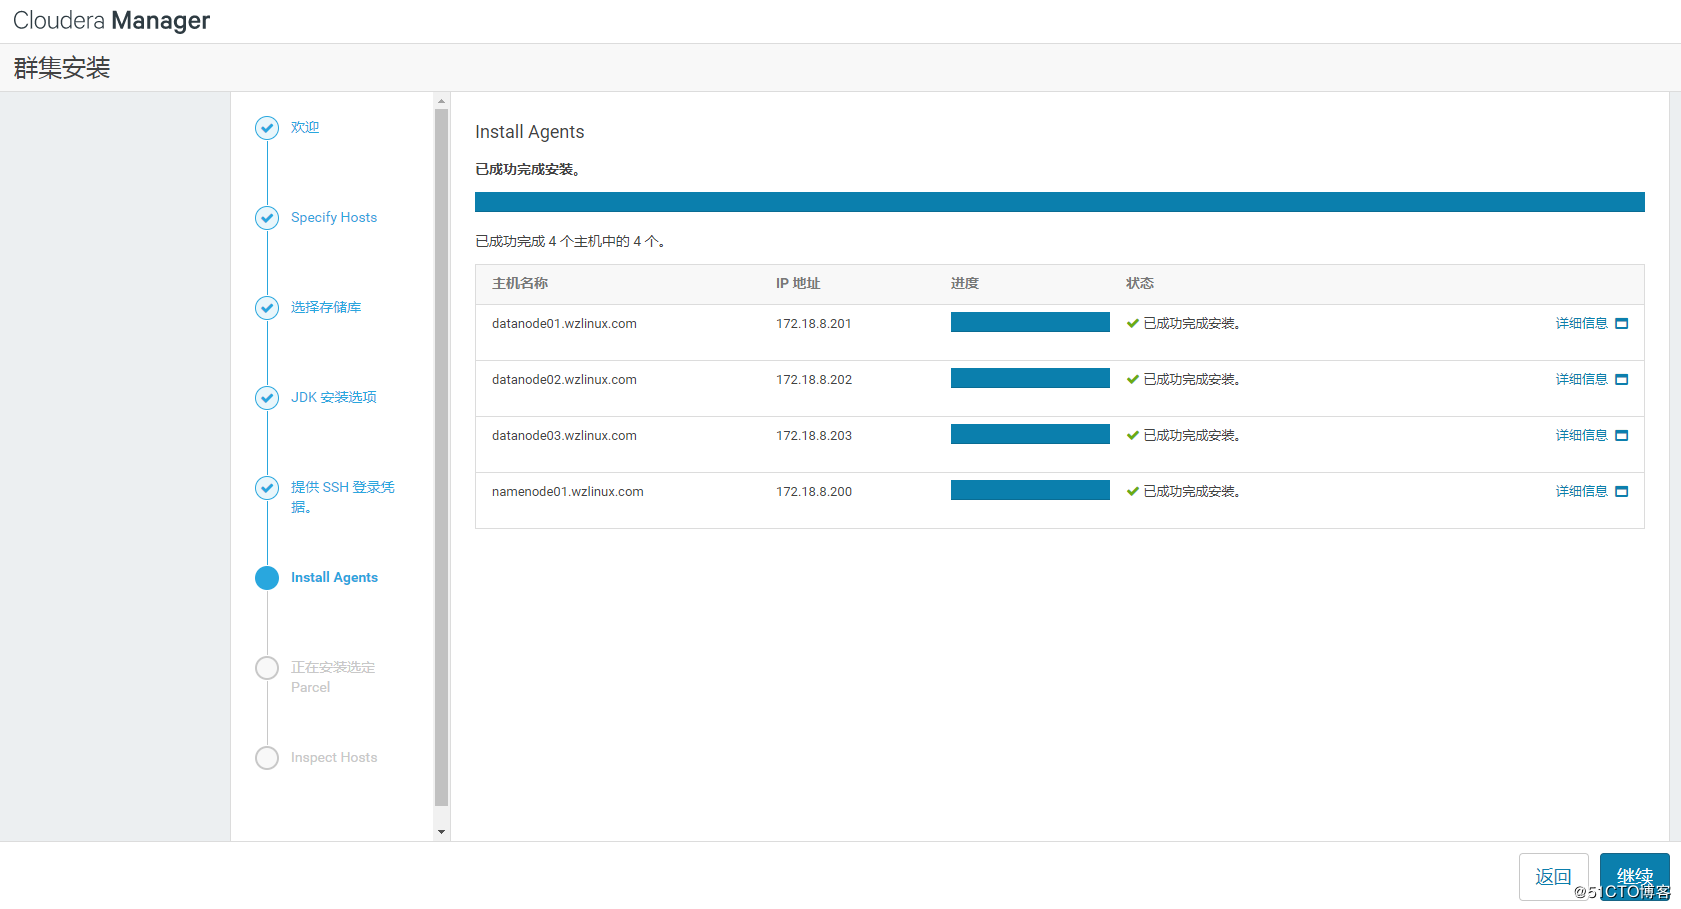 Cloudera Manager
群集安装
欢迎
Specify Hosts
选择存储库
JDK 安装选项
提供 SSH 登录凭
据。
Install Agents
正在安装选定
Parcel
Inspect Hosts
Install Agents
已成功完成安装。
已成功完成 4 个主机中的 4 个。
主机名称 IP 地址 进度 状态
datanode01.wzlinux.com 172.18.8.201 已成功完成安装。 详细信息
datanode02.wzlinux.com 172.18.8.202 已成功完成安装。 详细信息
datanode03.wzlinux.com 172.18.8.203 已成功完成安装。 详细信息
namenode01.wzlinux.com 172.18.8.200 已成功完成安装。 详细信息
返回 继续
@51CTO博客